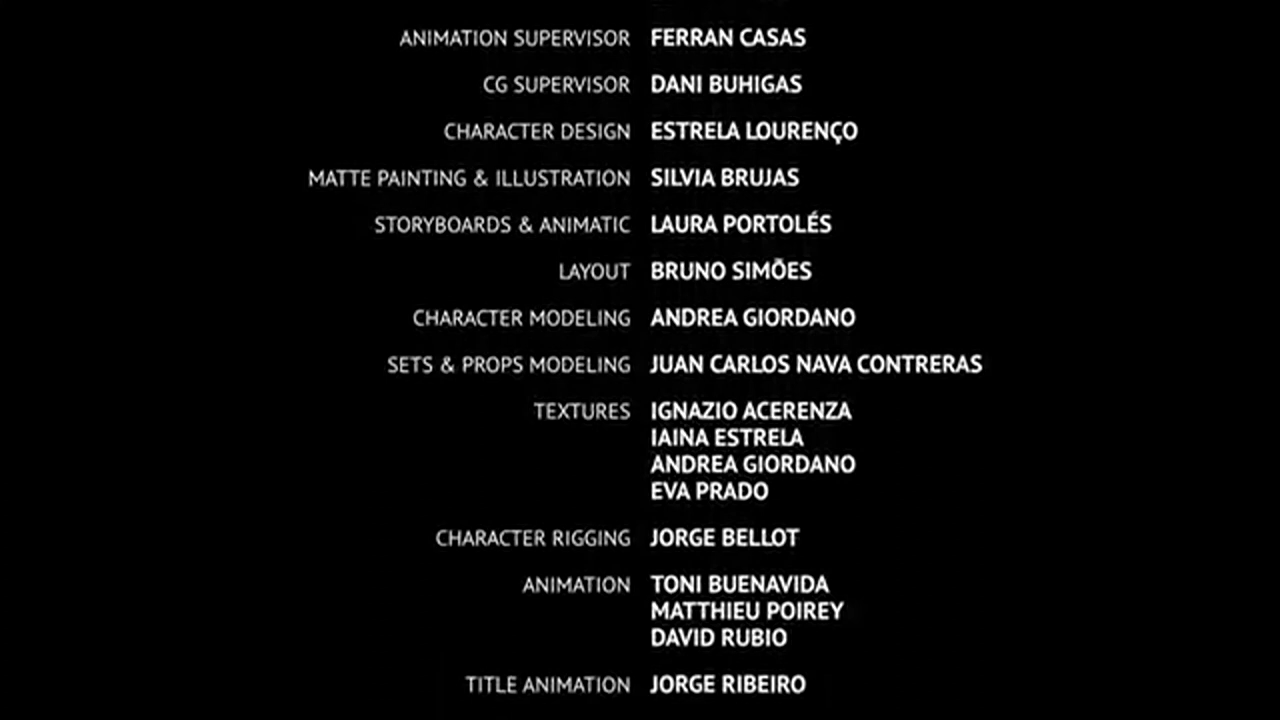 ANIMATION SUPERVISOR FERRAN CASAS
CG SUPERVISOR DANI BUHIGAS
CHARACTER DESIGN ESTRELA LOURENÇO
MATTE PAINTING & ILLUSTRATION SILVIA BRUJAS
STORYBOARDS & ANIMATIC LAURA PORTOLÉS
LAYOUT BRUNO SIMÕES
CHARACTER MODELING ANDREA GIORDANO
SETS & PROPS MODELING JUAN CARLOS NAVA CONTRERAS
TEXTURES IGNAZIO ACERENZA
IAINA ESTRELA
ANDREA GIORDANO
EVA PRADO
CHARACTER RIGGING JORGE BELLOT
ANIMATION TONI BUENAVIDA
MATTHIEU POIREY
DAVID RUBIO
TITLE ANIMATION JORGE RIBEIRO